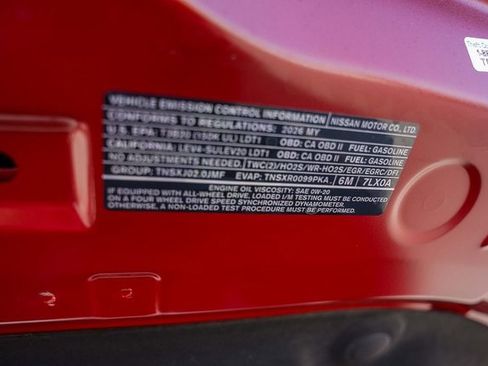 VEHICLE EMISSION CONTROL INFORMATION NISSAN MOTOR CO., LTD.
CONFORMS TO REGULATIONS: 2026 MY
U.S. EPA: T3B30 LDT1 OBD: CA OBD II FUEL: GASOLINE
CALIFORNIA: LEV4-SULEV20 LDT1 OBD: CA OBD II FUEL: GASOLINE
NO ADJUSTMENTS NEEDED TWC(2)/HO2S/WR-HO2S/EGR/EGRC/DFI
GROUP: TNSXJ02.0JMF EVAP: TNSXR0099PKA 6M 7LX0A
ENGINE OIL VISCOSITY: SAE 0W-20
IF EQUIPPED WITH ALL-WHEEL DRIVE, LOADED I/M TESTING MUST BE CONDUCTED
ON A FOUR WHEEL DRIVE SPEED SYNCHRONIZED DYNAMOMETER,
OR A NON-LOADED TEST PROCEDURE MUST BE PERFORMED.